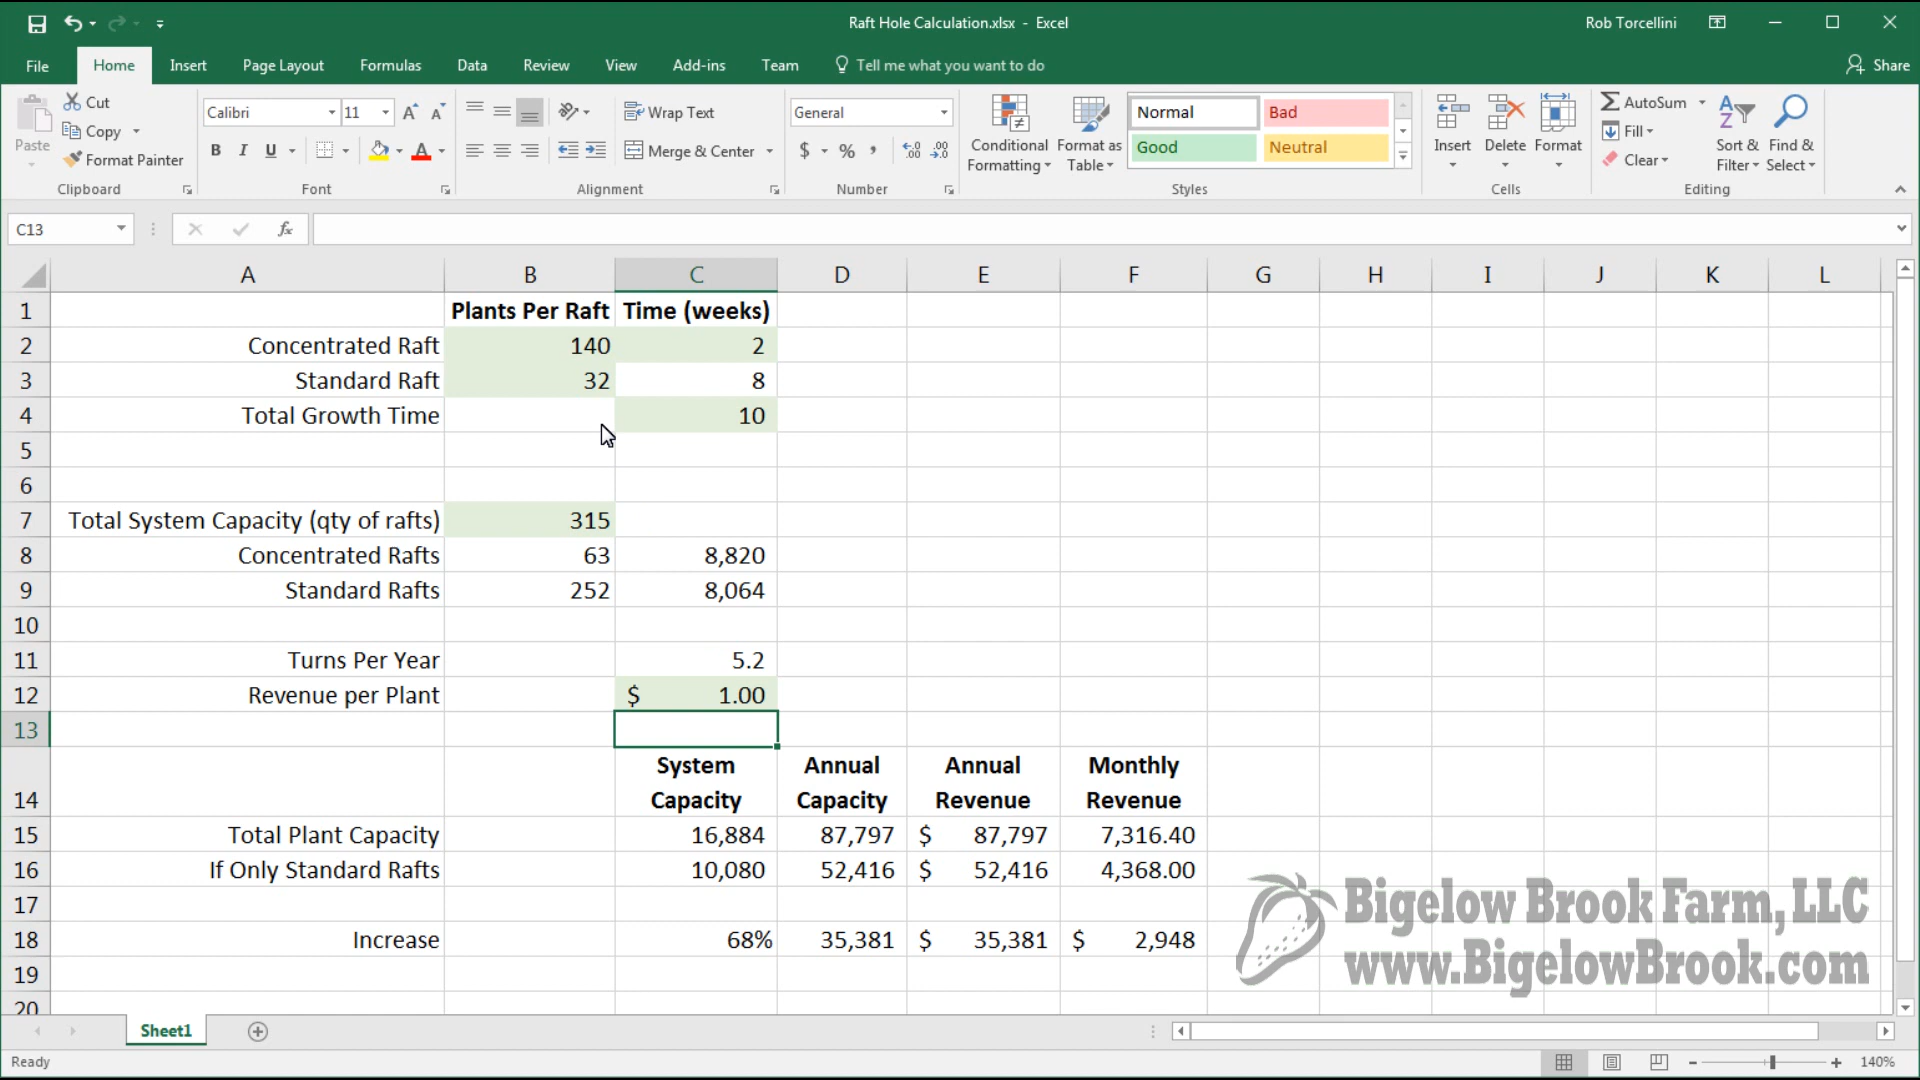 Raft Hole Calculation.xlsx - Excel
Rob Torcellini
File Home Insert Page Layout Formulas Data Review View Add-ins Team Tell me what you want to do Share
Paste
Cut
Copy
Format Painter
Clipboard
Calibri 11
B I U
Font
Wrap Text
Merge & Center
Alignment
General
$ % ,
Number
Conditional Formatting
Format as Table
Normal Bad
Good Neutral
Styles
Insert Delete Format
Cells
AutoSum
Fill
Clear
Sort & Filter
Find & Select
Editing
C13 fx
A B C D E F G H I J K L
1 Plants Per Raft Time (weeks)
2 Concentrated Raft 140 2
3 Standard Raft 32 8
4 Total Growth Time 10
5
6
7 Total System Capacity (qty of rafts) 315
8 Concentrated Rafts 63 8,820
9 Standard Rafts 252 8,064
10
11 Turns Per Year 5.2
12 Revenue per Plant $ 1.00
13
System Annual Annual Monthly
14 Capacity Capacity Revenue Revenue
15 Total Plant Capacity 16,884 87,797 $ 87,797 7,316.40
16 If Only Standard Rafts 10,080 52,416 $ 52,416 4,368.00
17
18 Increase 68% 35,381 $ 35,381 $ 2,948
19
20
Bigelow Brook Farm, LLC
www.BigelowBrook.com
Sheet1
Ready
140%